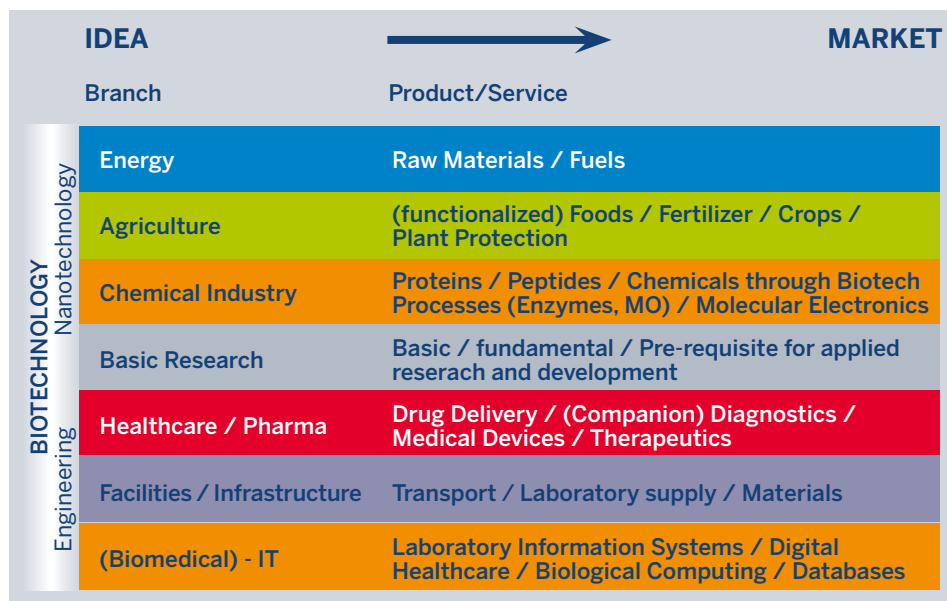 IDEA MARKET
Branch Product/Service
BIOTECHNOLOGY
Nanotechnology
Engineering
Energy Raw Materials / Fuels
Agriculture (functionalized) Foods / Fertilizer / Crops /
Plant Protection
Chemical Industry Proteins / Peptides / Chemicals through Biotech
Processes (Enzymes, MO) / Molecular Electronics
Basic Research Basic / fundamental / Pre-requisite for applied
reserach and development
Healthcare / Pharma Drug Delivery / (Companion) Diagnostics /
Medical Devices / Therapeutics
Facilities / Infrastructure Transport / Laboratory supply / Materials
(Biomedical) - IT Laboratory Information Systems / Digital
Healthcare / Biological Computing / Databases